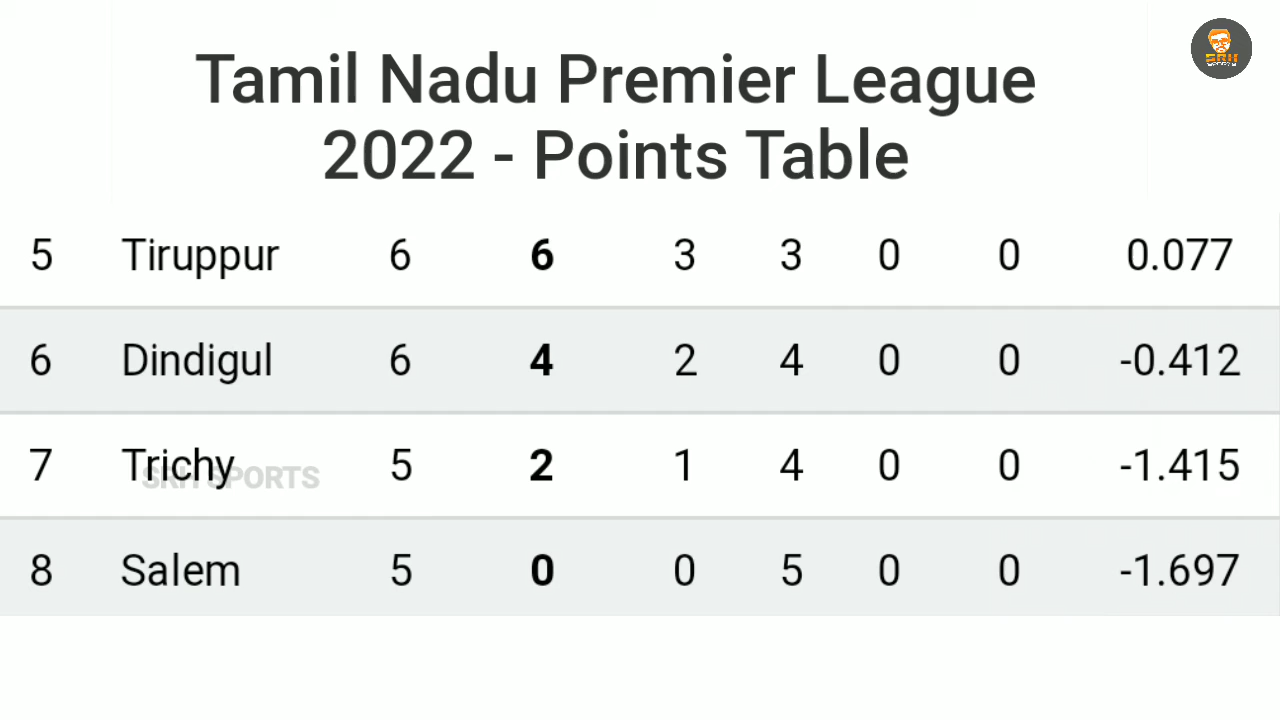 Tamil Nadu Premier League
2022 - Points Table
5 Tiruppur 6 6 3 3 0 0 0.077
6 Dindigul 6 4 2 4 0 0 -0.412
7 Trichy 5 2 1 4 0 0 -1.415
SRH SPORTS
8 Salem 5 0 0 5 0 0 -1.697